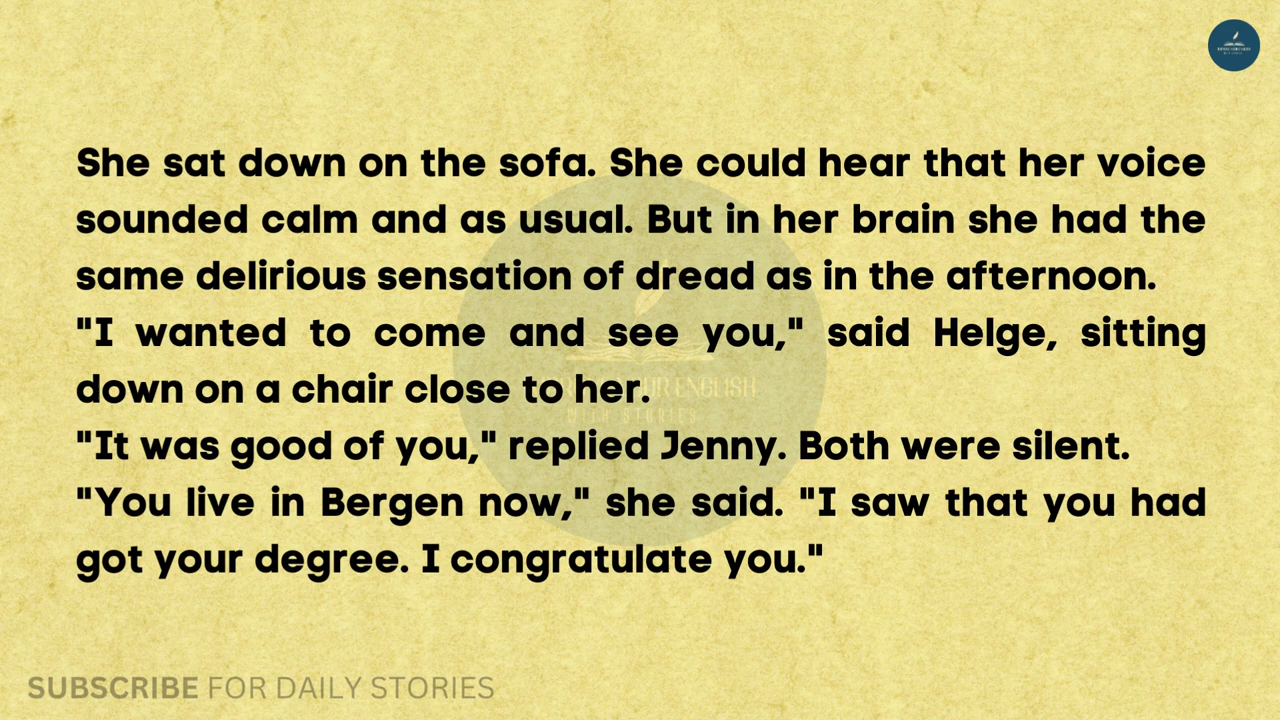 She sat down on the sofa. She could hear that her voice
sounded calm and as usual. But in her brain she had the
same delirious sensation of dread as in the afternoon.
"I wanted to come and see you," said Helge, sitting
down on a chair close to her.
"It was good of you," replied Jenny. Both were silent.
"You live in Bergen now," she said. "I saw that you had
got your degree. I congratulate you."
ENGLISH
WITH STORIES
SUBSCRIBE FOR DAILY STORIES